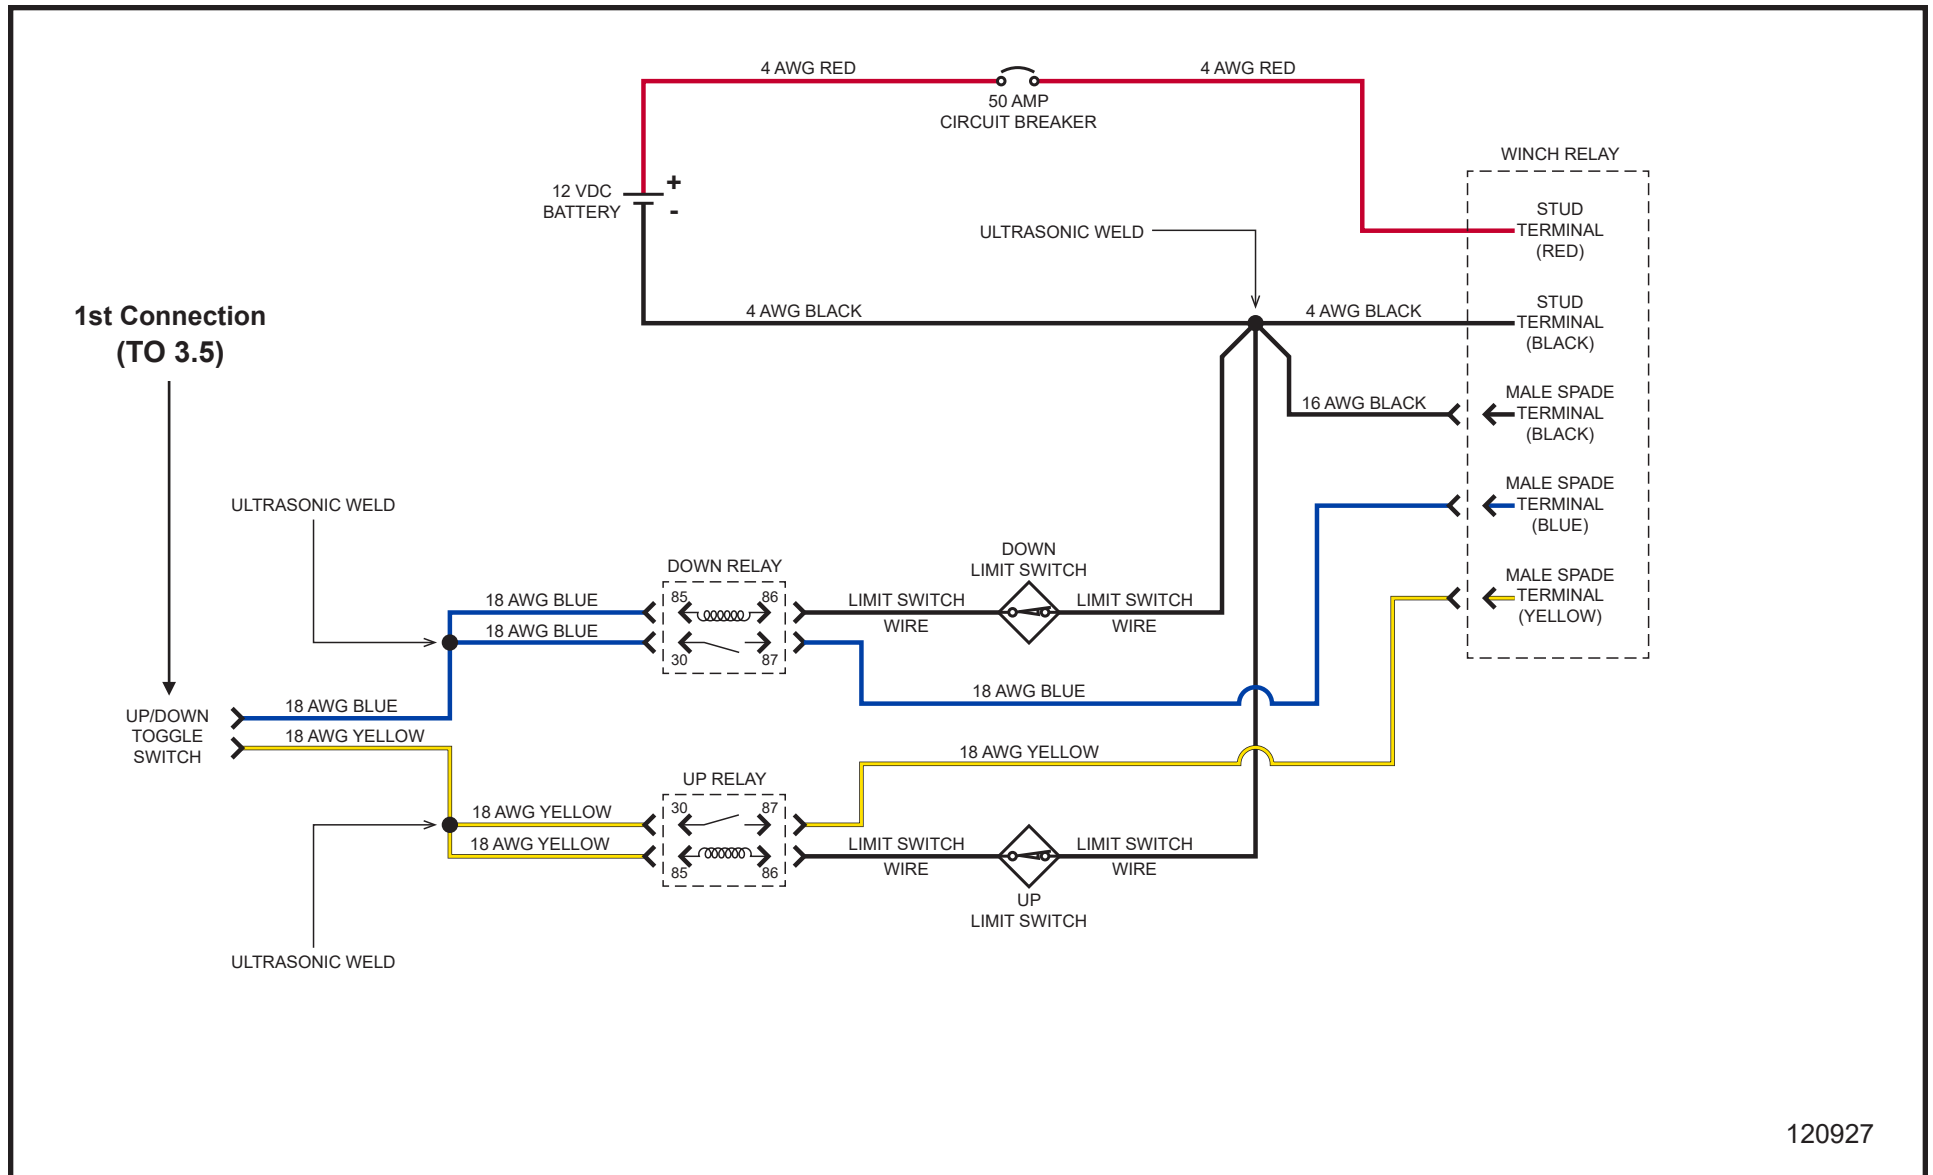 4 AWG RED
4 AWG RED
50 AMP
CIRCUIT BREAKER
WINCH RELAY
12 VDC
BATTERY
+
-
STUD
TERMINAL
(RED)
ULTRASONIC WELD
1st Connection
(TO 3.5)
4 AWG BLACK
4 AWG BLACK
STUD
TERMINAL
(BLACK)
16 AWG BLACK
MALE SPADE
TERMINAL
(BLACK)
ULTRASONIC WELD
MALE SPADE
TERMINAL
(BLUE)
DOWN RELAY
DOWN
LIMIT SWITCH
18 AWG BLUE
85
86
LIMIT SWITCH
WIRE
LIMIT SWITCH
WIRE
MALE SPADE
TERMINAL
(YELLOW)
18 AWG BLUE
30
87
18 AWG BLUE
UP/DOWN
TOGGLE
SWITCH
18 AWG BLUE
18 AWG YELLOW
18 AWG YELLOW
UP RELAY
18 AWG YELLOW
30
87
18 AWG YELLOW
85
86
LIMIT SWITCH
WIRE
LIMIT SWITCH
WIRE
UP
LIMIT SWITCH
ULTRASONIC WELD
120927